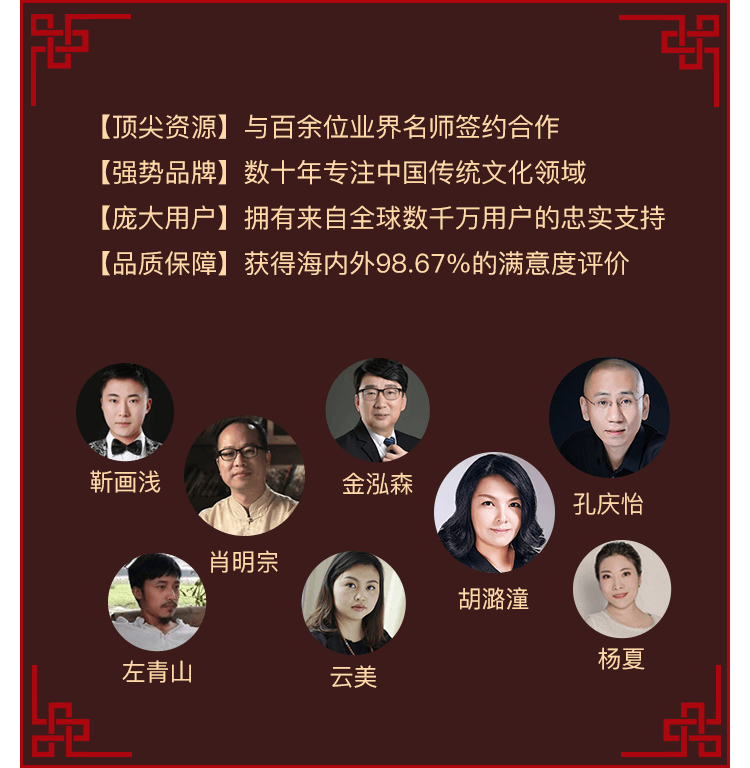 【顶尖资源】与百余位业界名师签约合作
【强势品牌】数十年专注中国传统文化领域
【庞大用户】拥有来自全球数千万用户的忠实支持
【品质保障】获得海内外98.67%的满意度评价
靳画浅
金泓森
孔庆怡
肖明宗
胡潞潼
左青山
云美
杨夏